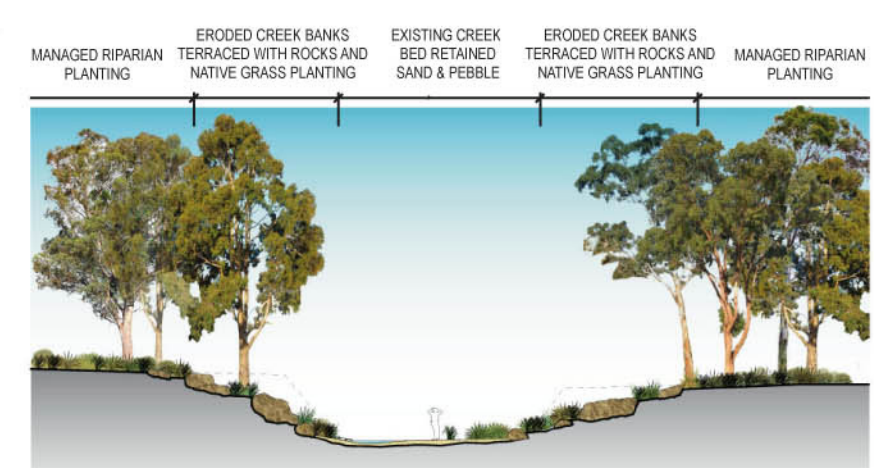 MANAGED RIPARIAN
PLANTING
ERODED CREEK BANKS
TERRACED WITH ROCKS AND
NATIVE GRASS PLANTING
EXISTING CREEK
BED RETAINED
SAND & PEBBLE
ERODED CREEK BANKS
TERRACED WITH ROCKS AND
NATIVE GRASS PLANTING
MANAGED RIPARIAN
PLANTING